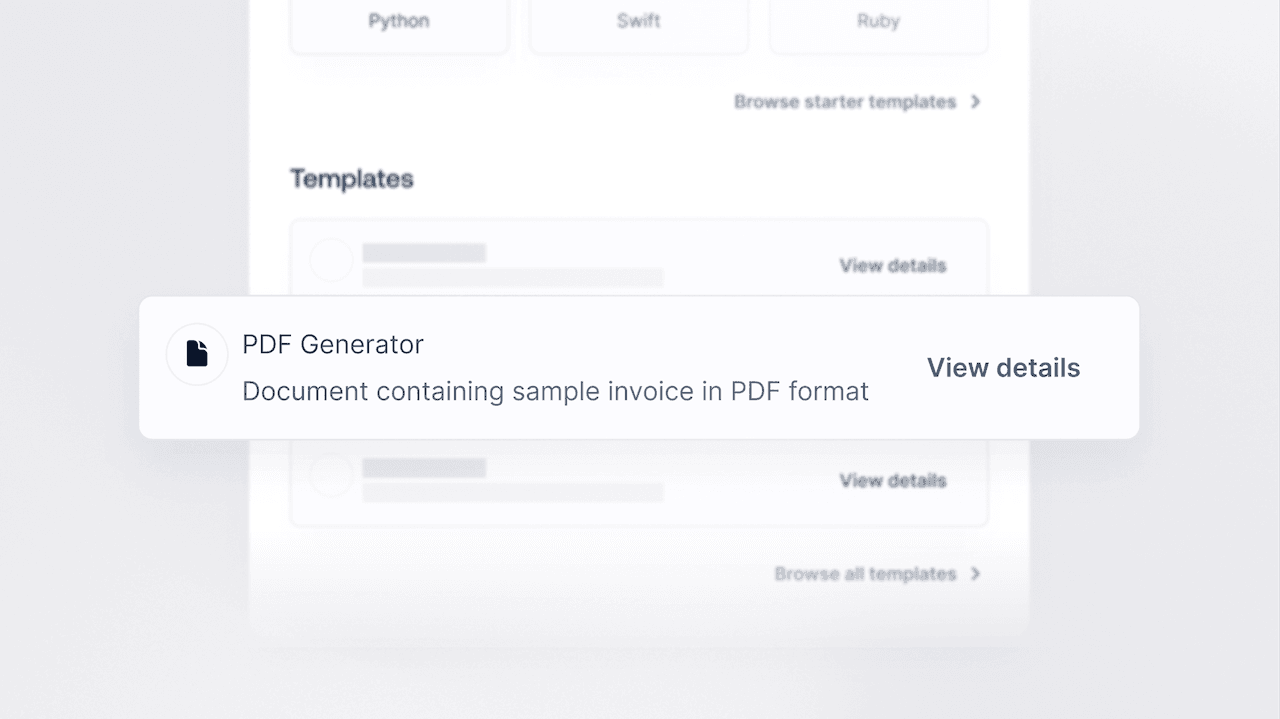 Python
Swift
Ruby
Browse starter templates
Templates
View details
PDF Generator
Document containing sample invoice in PDF format
View details
View details
Browse all templates